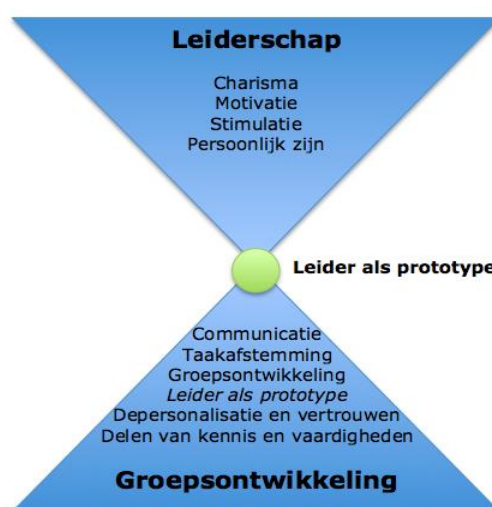 Leiderschap
Charisma
Motivatie
Stimulatie
Persoonlijk zijn
Leider als prototype
Communicatie
Taakafstemming
Groepsontwikkeling
Leider als prototype
Depersonalisatie en vertrouwen
Delen van kennis en vaardigheden
Groepsontwikkeling